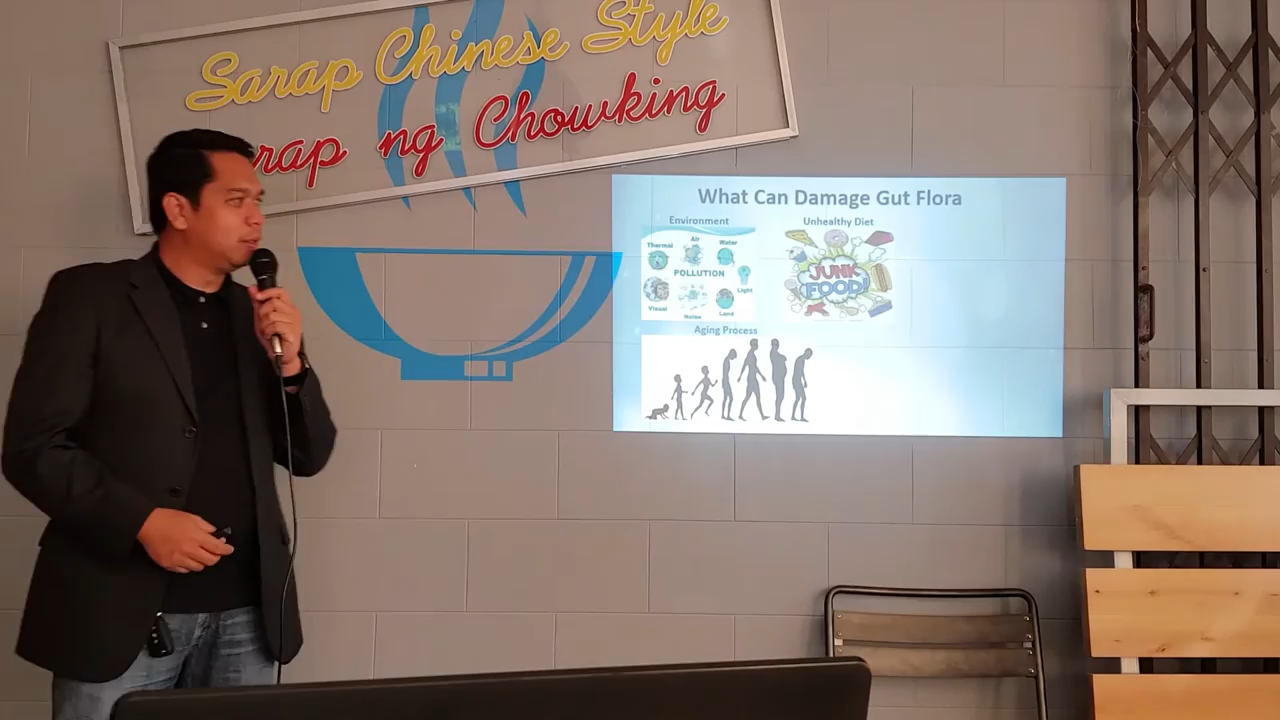 Sarap Chinese Style
rap ng Chowking
What Can Damage Gut Flora
Environment
Unhealthy Diet
Thermal
Air
Water
POLLUTION
Light
Visual
Noise
Land
JUNK
FOOD!
Aging Process